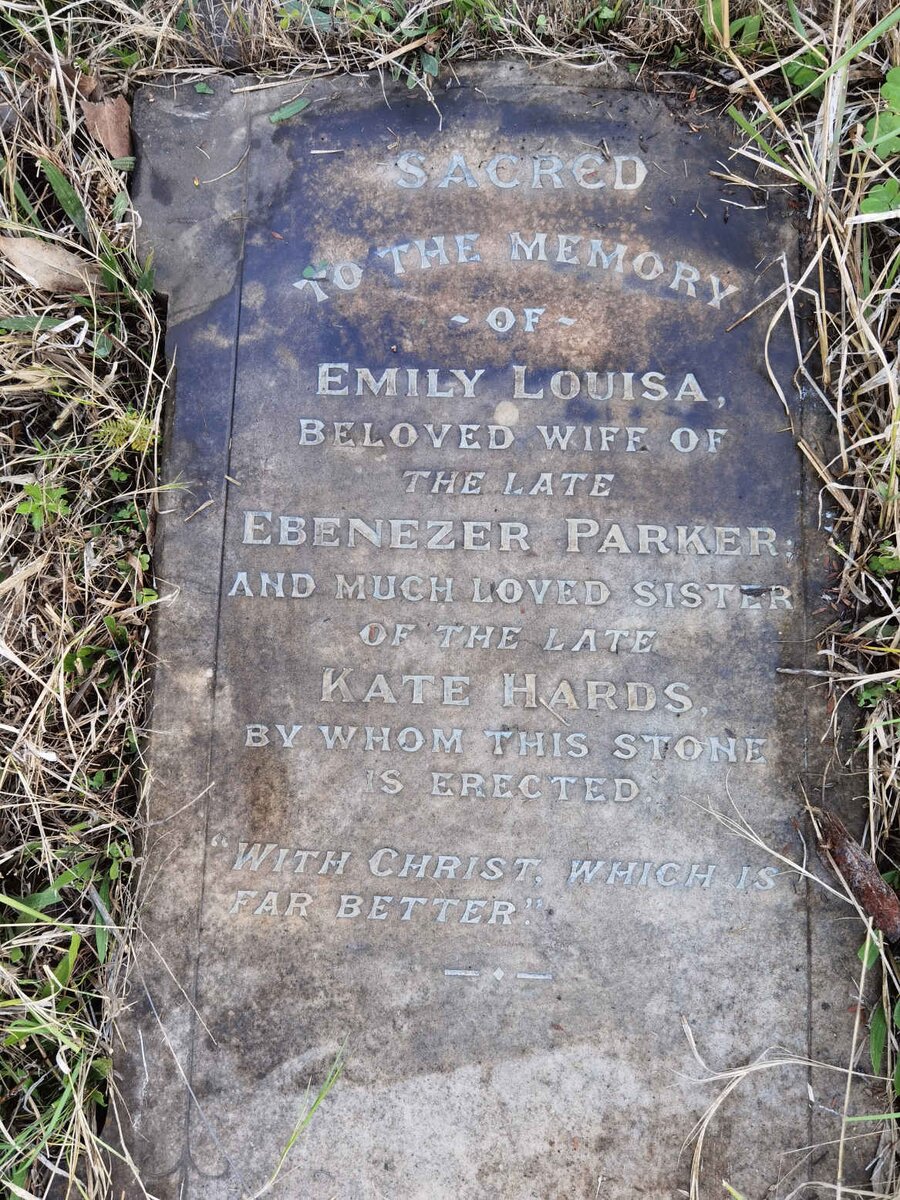 SACRED
TO THE MEMORY
~ OF ~
EMILY LOUISA,
BELOVED WIFE OF
THE LATE
EBENEZER PARKER;
AND MUCH LOVED SISTER
OF THE LATE
KATE HARDS,
BY WHOM THIS STONE
IS ERECTED.
"WITH CHRIST, WHICH IS
FAR BETTER."